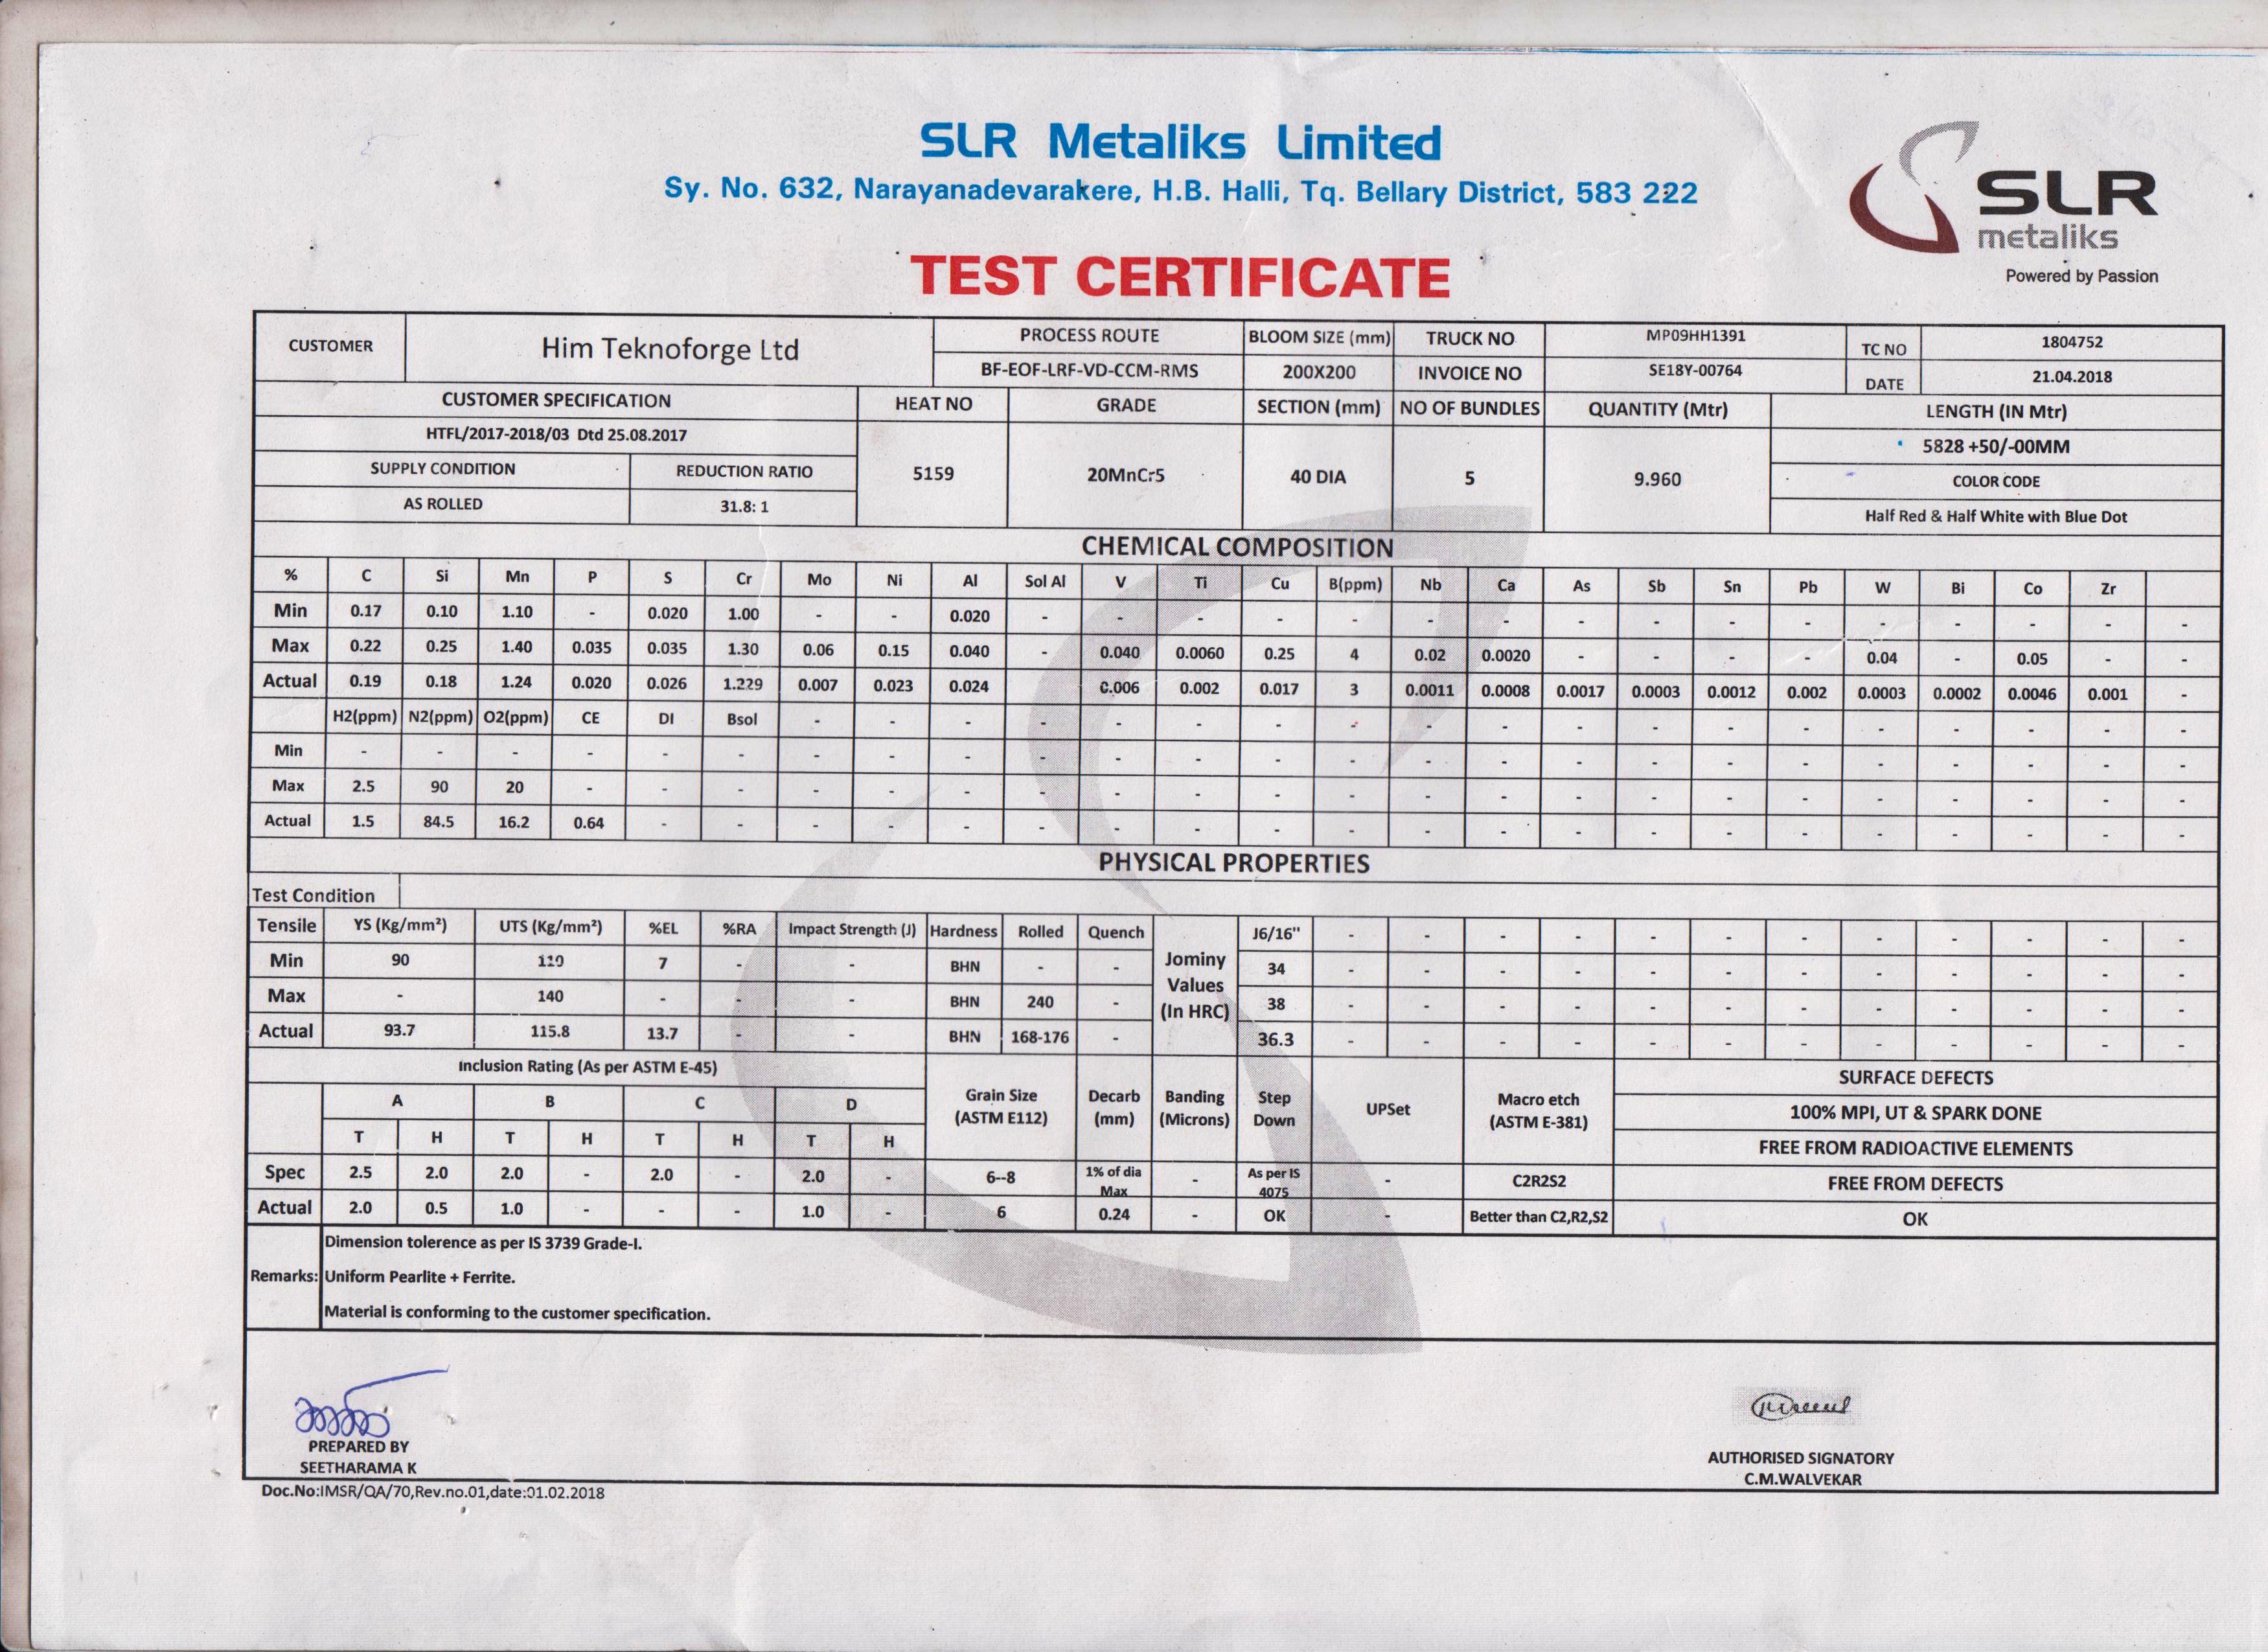 SLR Metaliks Limited
Sy. No. 632, Narayanadevarakere, H.B. Halli, Tq. Bellary District, 583 222
SLR
metaliks
Powered by Passion
TEST CERTIFICATE
CUSTOMER Him Teknoforge Ltd PROCESS ROUTE BLOOM SIZE (mm) TRUCK NO MP09HH1391 TC NO 1804752
BF-EOF-LRF-VD-CCM-RMS 200X200 INVOICE NO SE18Y-00764 DATE 21.04.2018
CUSTOMER SPECIFICATION HEAT NO GRADE SECTION (mm) NO OF BUNDLES QUANTITY (Mtr) LENGTH (IN Mtr)
HTFL/2017-2018/03 Dtd 25.08.2017 5828 +50/-00MM
SUPPLY CONDITION REDUCTION RATIO 5159 20MnCr5 40 DIA 5 9.960 COLOR CODE
AS ROLLED 31.8: 1 Half Red & Half White with Blue Dot
CHEMICAL COMPOSITION
% C Si Mn P S Cr Mo Ni Al Sol Al V Ti Cu B(ppm) Nb Ca As Sb Sn Pb W Bi Co Zr
Min 0.17 0.10 1.10 - 0.020 1.00 - - 0.020 - - - - - - - - - - - - - - - -
Max 0.22 0.25 1.40 0.035 0.035 1.30 0.06 0.15 0.040 - 0.040 0.0060 0.25 4 0.02 0.0020 - - - - 0.04 - 0.05 - -
Actual 0.19 0.18 1.24 0.020 0.026 1.229 0.007 0.023 0.024 0.006 0.002 0.017 3 0.0011 0.0008 0.0017 0.0003 0.0012 0.002 0.0003 0.0002 0.0046 0.001 -
H2(ppm) N2(ppm) O2(ppm) CE DI Bsol - - - - - - - - - - - - - - - - - - -
Min - - - - - - - - - - - - - - - - - - - - - - - - -
Max 2.5 90 20 - - - - - - - - - - - - - - - - - - - - - -
Actual 1.5 84.5 16.2 0.64 - - - - - - - - - - - - - - - - - - - - -
PHYSICAL PROPERTIES
Test Condition
Tensile YS (Kg/mm²) UTS (Kg/mm²) %EL %RA Impact Strength (J) Hardness Rolled Quench Jominy Values (In HRC) J6/16" - - - - - - - - - - - -
Min 90 110 7 - - BHN - - 34 - - - - - - - - - - - -
Max - 140 - - - BHN 240 - 38 - - - - - - - - - - - -
Actual 93.7 115.8 13.7 - - BHN 168-176 - 36.3 - - - - - - - - - - - -
Inclusion Rating (As per ASTM E-45) Grain Size (ASTM E112) Decarb (mm) Banding (Microns) Step Down UPSet Macro etch (ASTM E-381) SURFACE DEFECTS
A B C D 100% MPI, UT & SPARK DONE
T H T H T H T H FREE FROM RADIOACTIVE ELEMENTS
Spec 2.5 2.0 2.0 - 2.0 - 2.0 - 6--8 1% of dia Max - As per IS 4075 - C2R2S2 FREE FROM DEFECTS
Actual 2.0 0.5 1.0 - - - 1.0 - 6 0.24 - OK - Better than C2,R2,S2 OK
Dimension tolerence as per IS 3739 Grade-I.
Remarks: Uniform Pearlite + Ferrite.
Material is conforming to the customer specification.
PREPARED BY
SEETHARAMA K
AUTHORISED SIGNATORY
C.M.WALVEKAR
Doc.No:IMSR/QA/70,Rev.no.01,date:01.02.2018